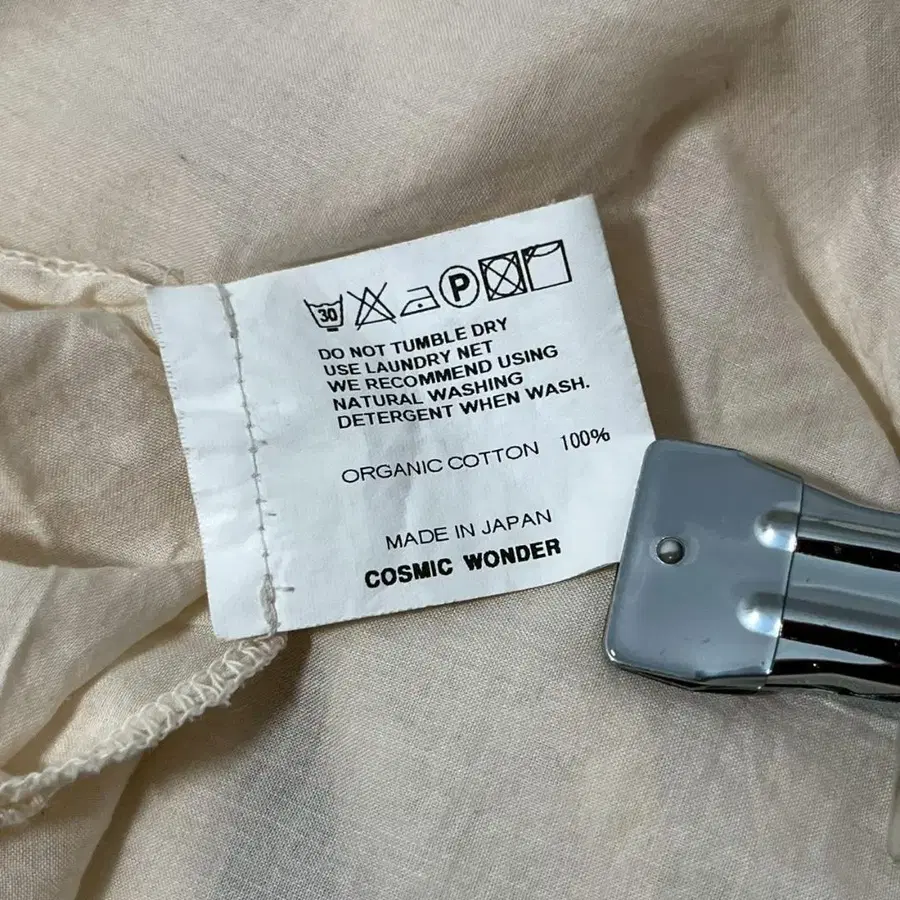 30 P
DO NOT TUMBLE DRY
USE LAUNDRY NET
WE RECOMMEND USING
NATURAL WASHING
DETERGENT WHEN WASH.
ORGANIC COTTON 100%
MADE IN JAPAN
COSMIC WONDER